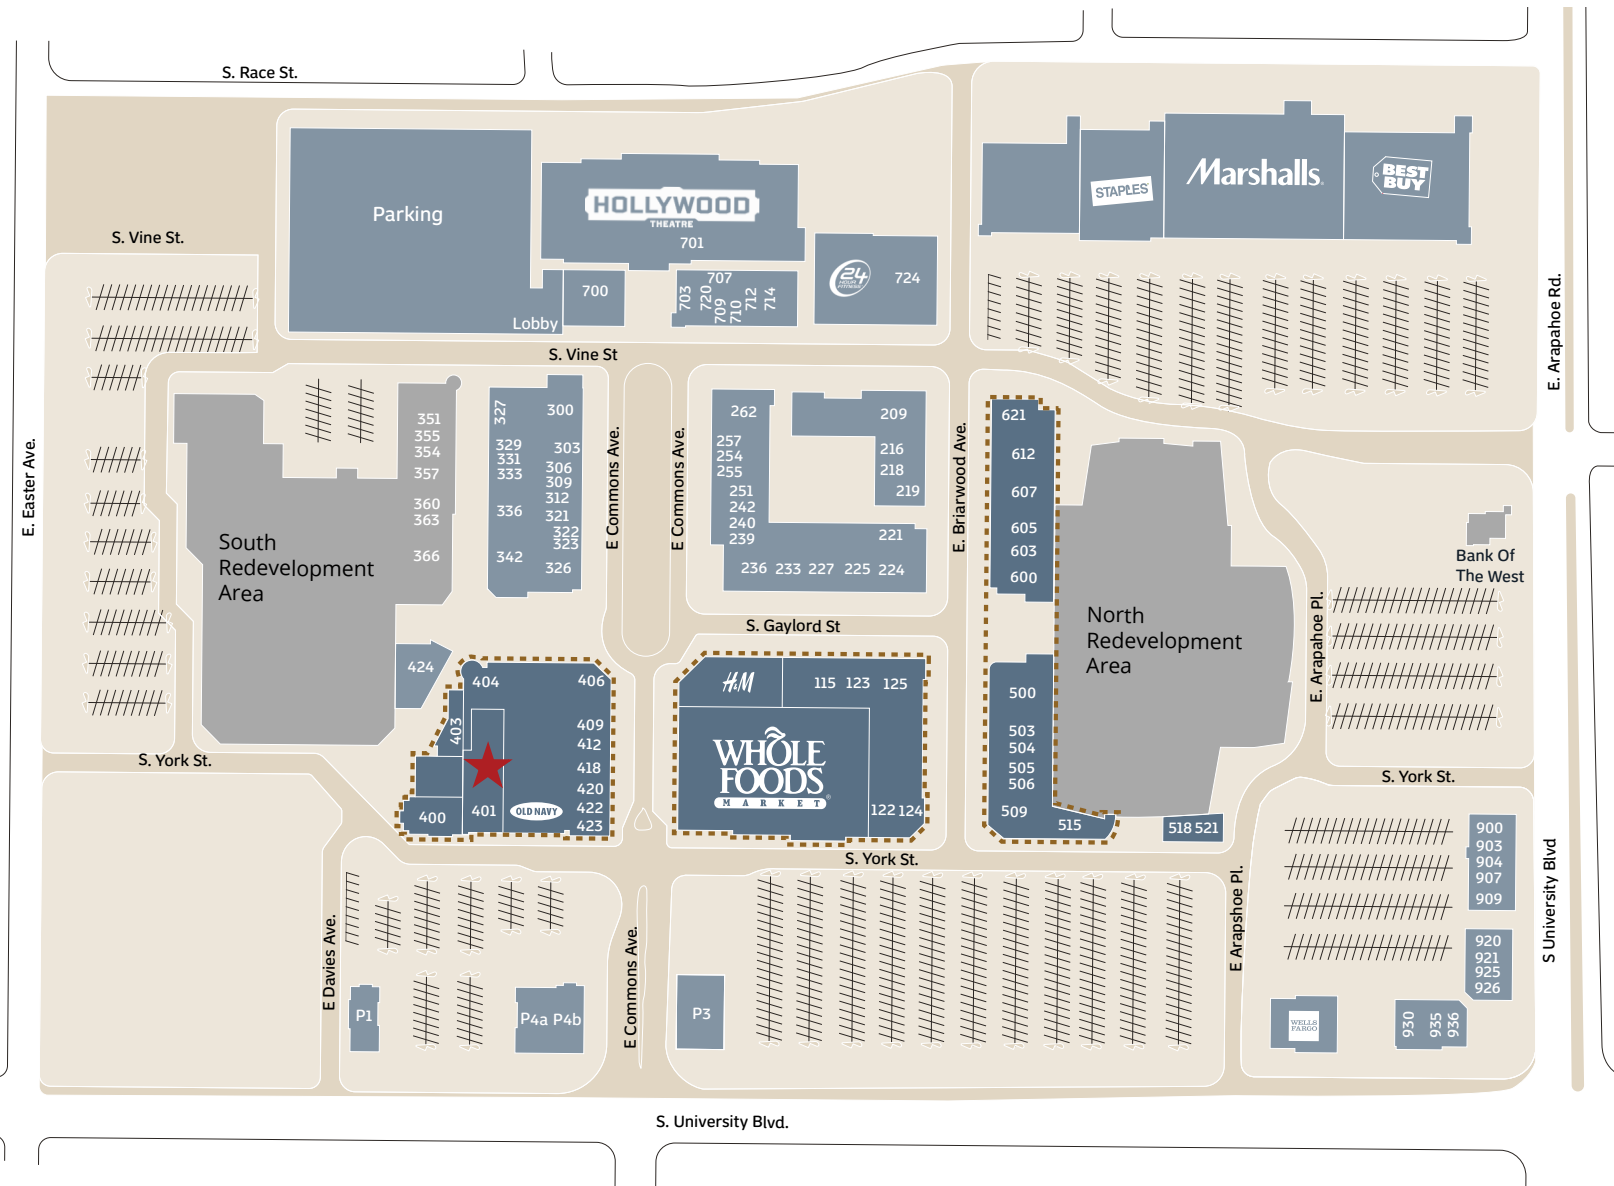 S. Race St.
Parking
HOLLYWOOD
THEATRE
701
STAPLES
Marshalls.
BEST
BUY
S. Vine St.
700
Lobby
707
703
720
709
710
712
714
24
HOUR
FITNESS
724
E. Arapahoe Rd.
S. Vine St
351
355
354
357
360
363
366
South
Redevelopment
Area
327
300
329
331
333
303
306
309
312
336
321
322
323
342
326
E. Easter Ave.
E Commons Ave.
E Commons Ave.
262
257
254
255
251
242
240
239
209
216
218
219
221
236 233 227 225 224
E. Briarwood Ave.
621
612
607
605
603
600
North
Redevelopment
Area
Bank Of
The West
E. Arapahoe Pl.
S. Gaylord St
424
404
406
403
409
412
418
420
422
423
400
401
OLD NAVY
H&M
115 123 125
WHOLE
FOODS
MARKET
®
122 124
500
503
504
505
506
509
515
518 521
S. York St.
S. York St.
S. York St.
900
903
904
907
909
920
921
925
926
930
935
936
WELLS
FARGO
E Davies Ave.
E Commons Ave.
E Arapshoe Pl.
S University Blvd
P1
P4a P4b
P3
S. University Blvd.